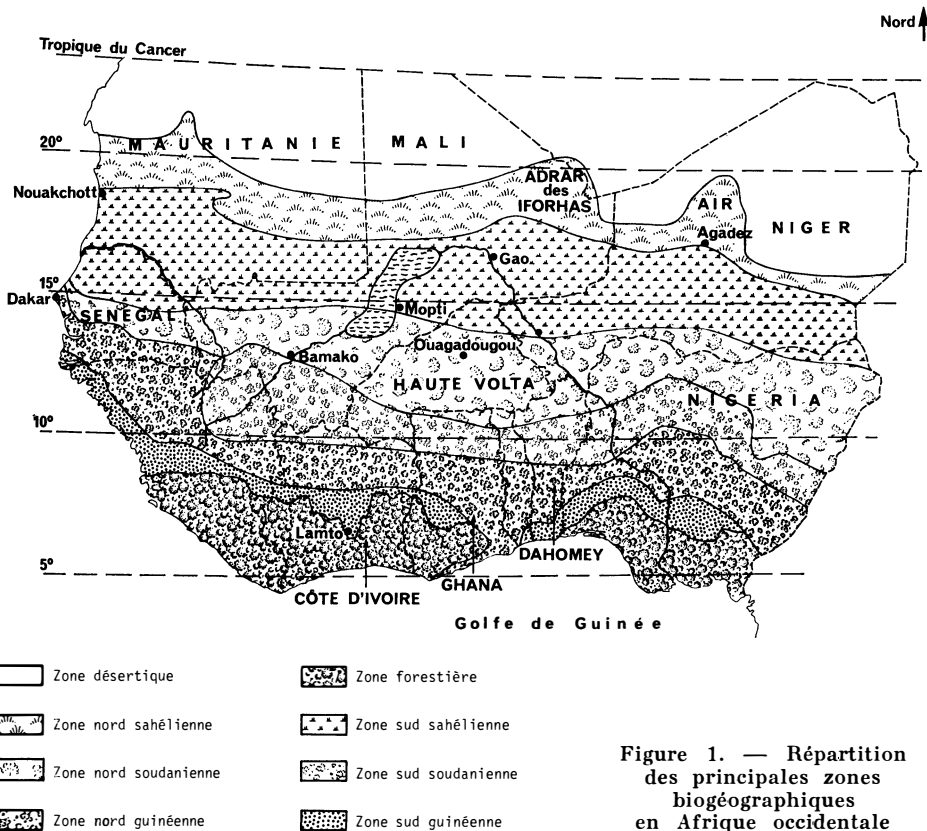 Nord
Tropique du Cancer
20°
MAURITANIE
MALI
ADRAR
des
IFORHAS
AIR
NIGER
Nouakchott
Agadez
Gao
15°
Dakar
SENEGAL
Mopti
Bamako
Ouagadougou
HAUTE VOLTA
NIGERIA
10°
Lamto
5°
DAHOMEY
GHANA
CÔTE D'IVOIRE
Golfe de Guinée
Zone désertique
Zone forestière
Zone nord sahélienne
Zone sud sahélienne
Zone nord soudanienne
Zone sud soudanienne
Zone nord guinéenne
Zone sud guinéenne
Figure 1. — Répartition
des principales zones
biogéographiques
en Afrique occidentale